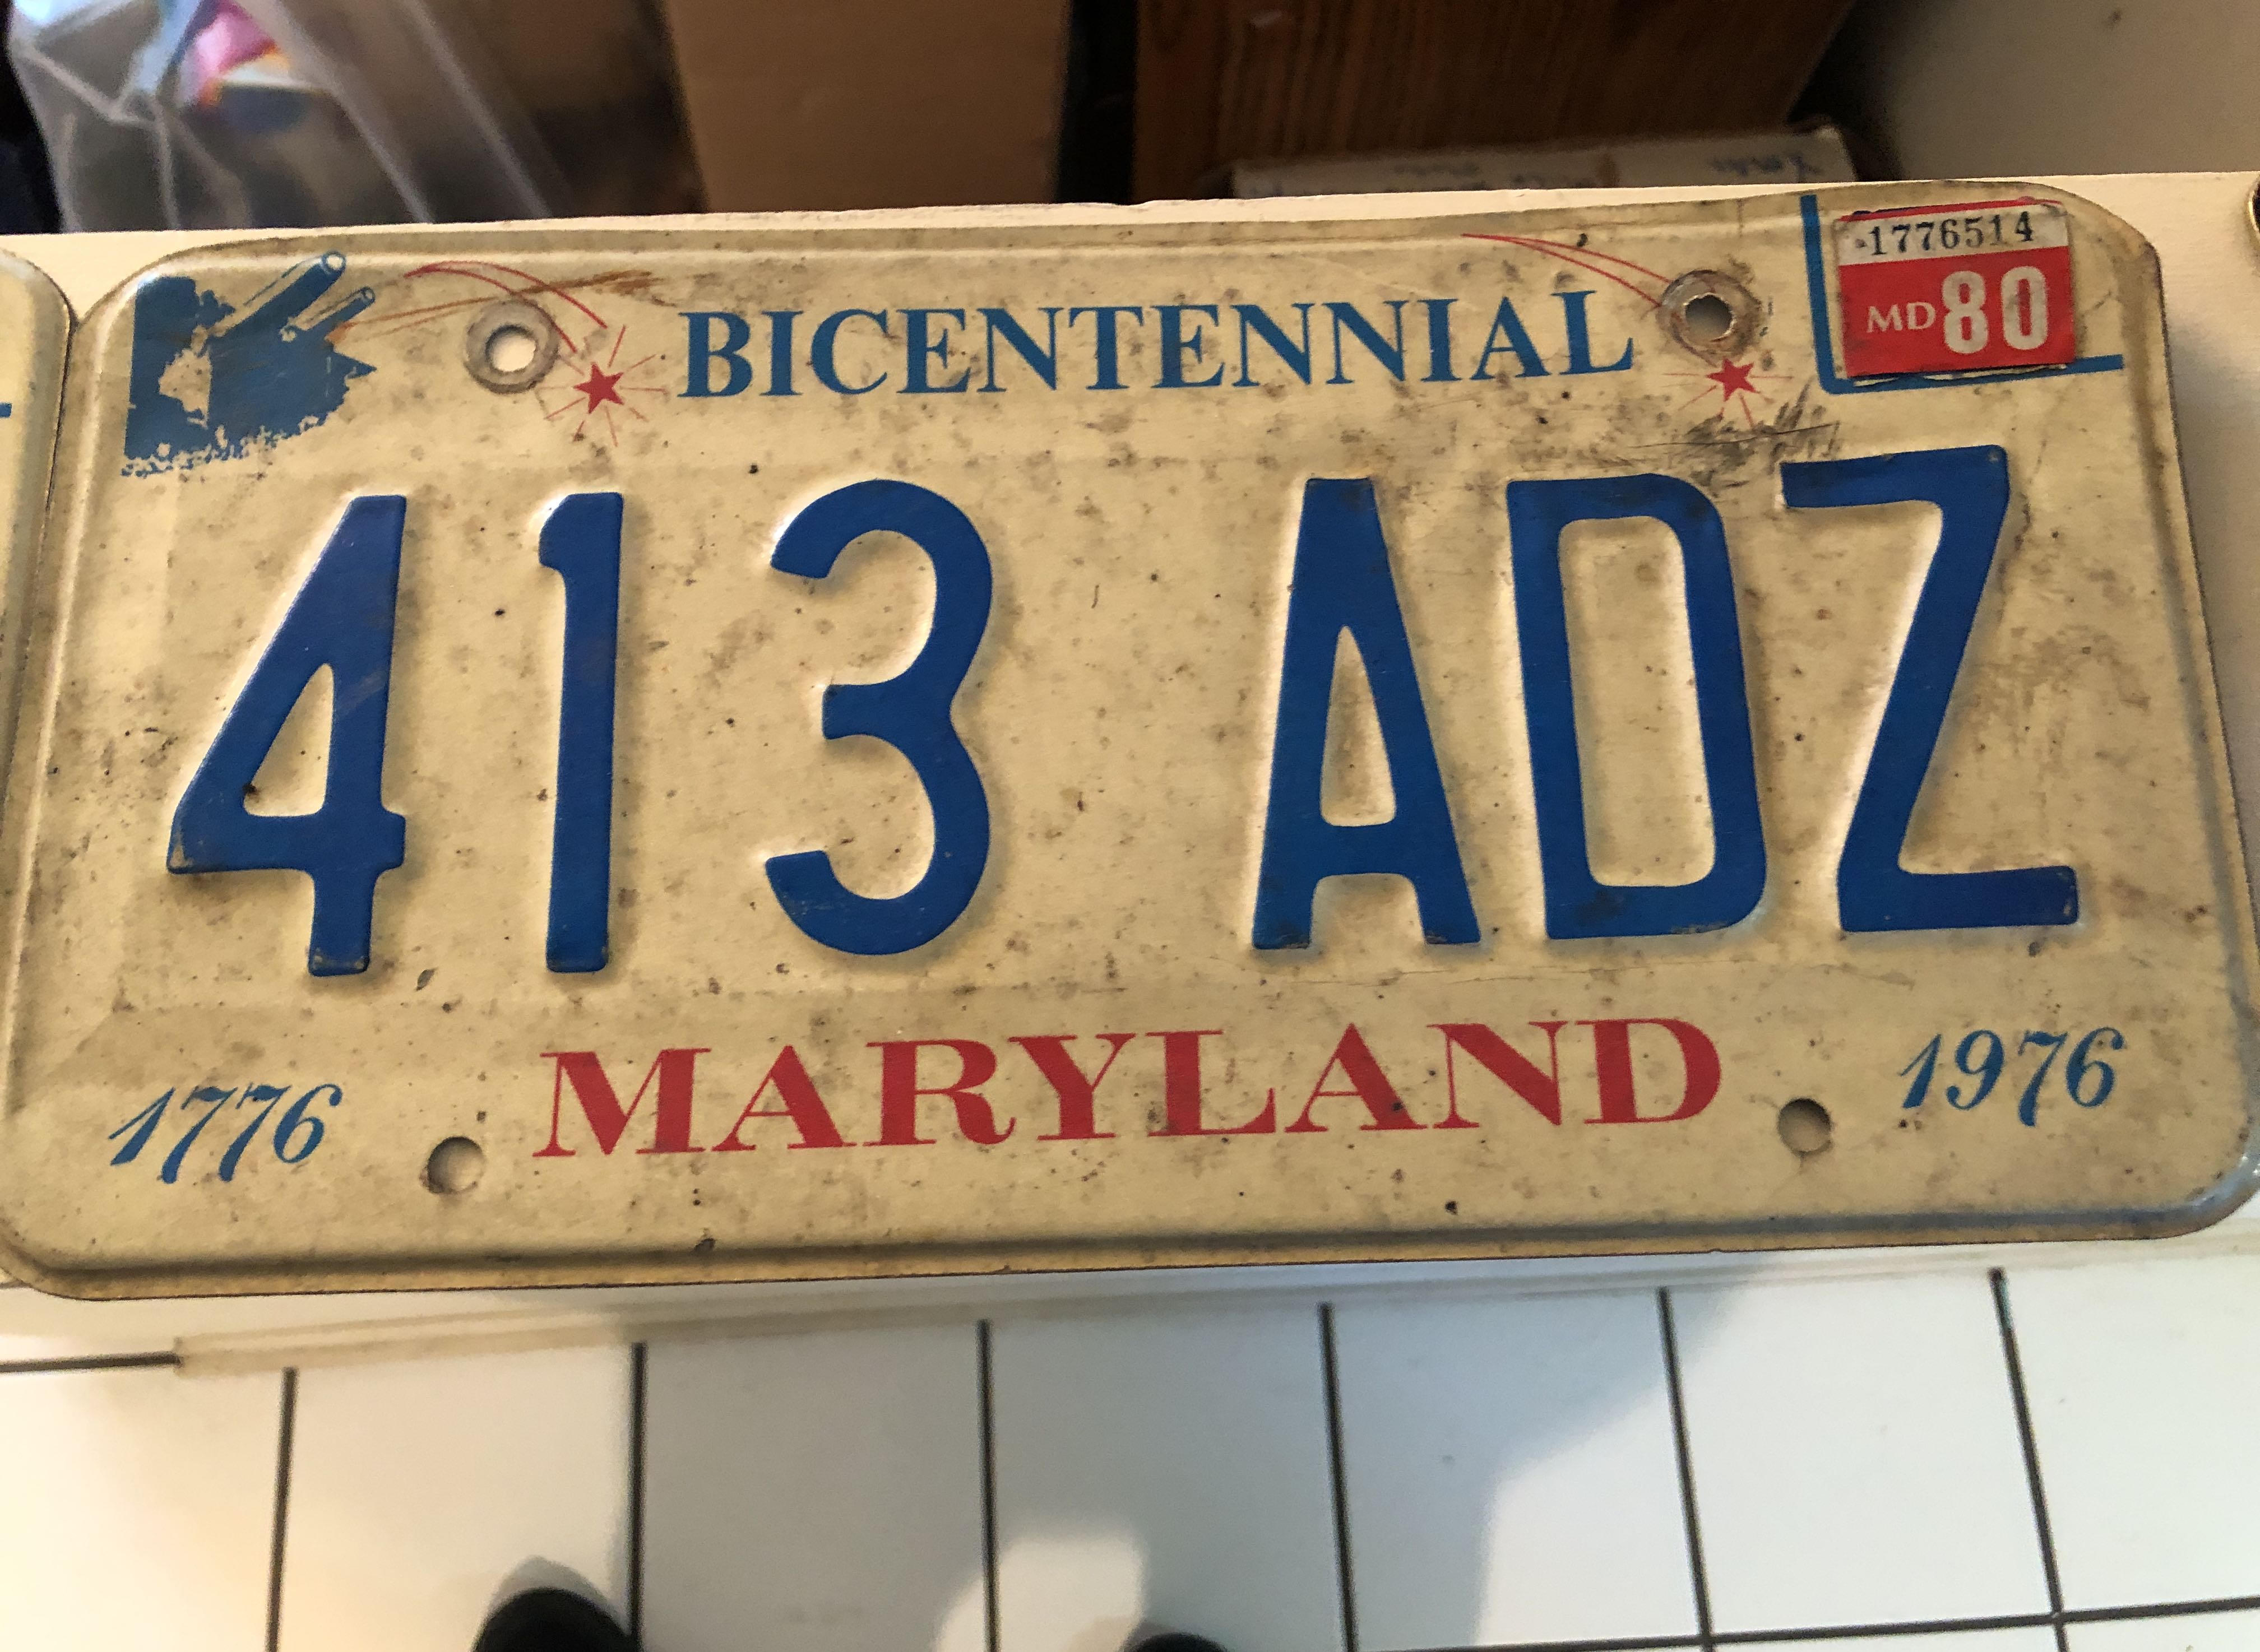 BICENTENNIAL
1776514
MD 80
413 ADZ
MARYLAND
1776
1976